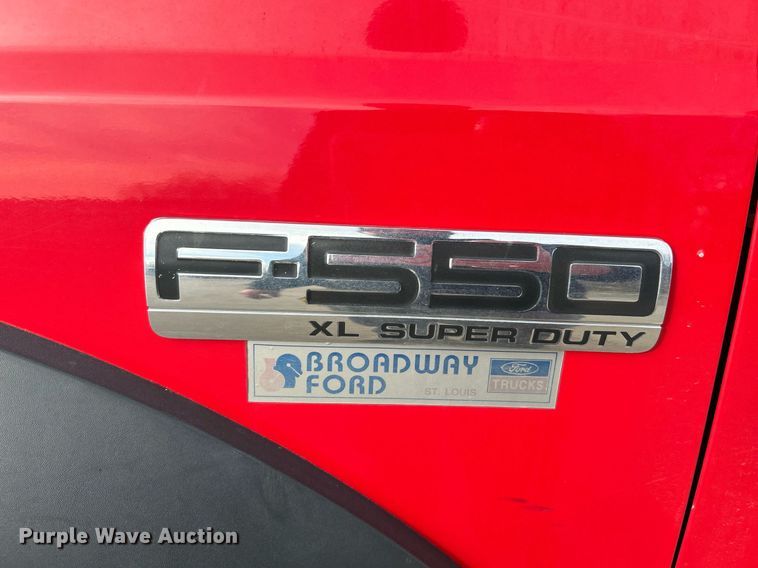 F-550
XL SUPER DUTY
BROADWAY
FORD
ST. LOUIS
Ford
TRUCKS
Purple Wave Auction